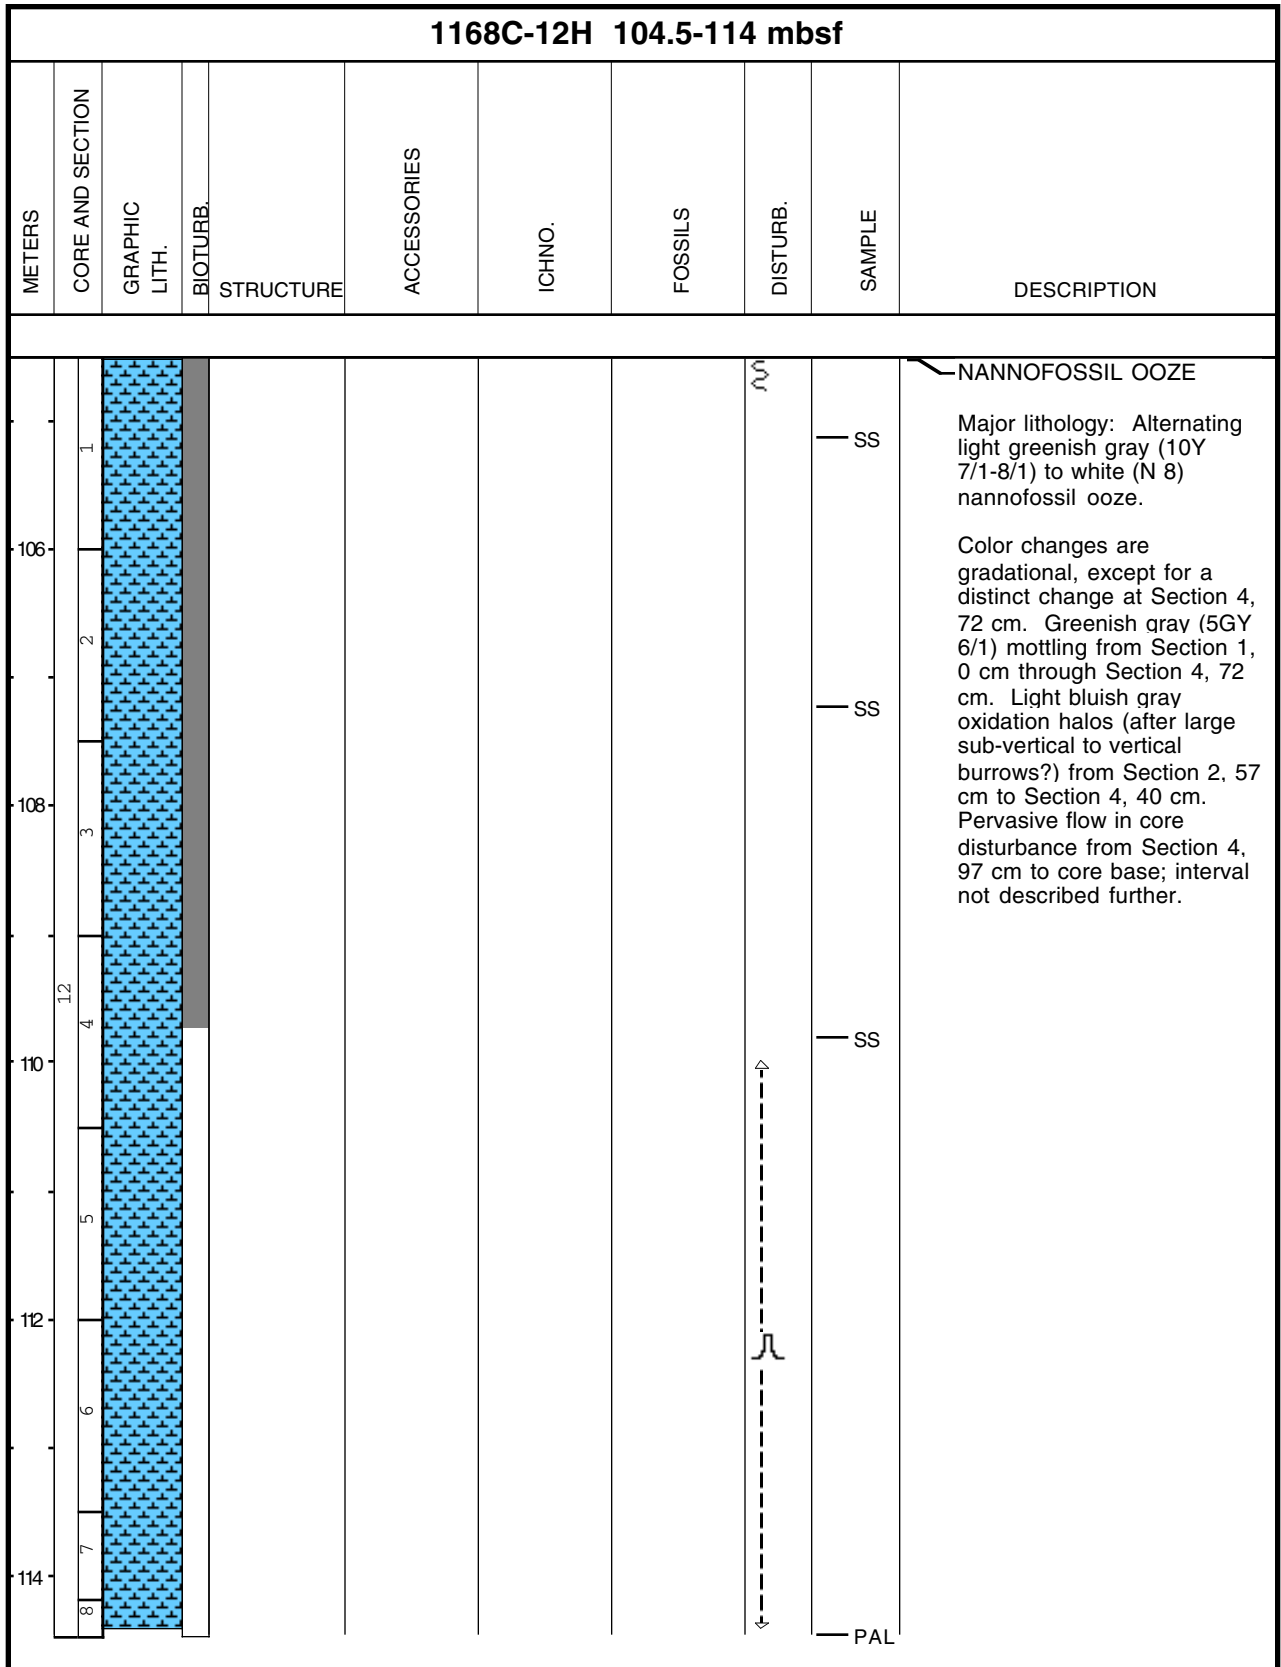 1168C-12H 104.5-114 mbsf
METERS
CORE AND SECTION
GRAPHIC
LITH.
BIOTURB.
STRUCTURE
ACCESSORIES
ICHNO.
FOSSILS
DISTURB.
SAMPLE
DESCRIPTION
106
108
110
112
114
12
1
2
3
4
5
6
7
8
SS
SS
SS
PAL
NANNOFOSSIL OOZE
Major lithology: Alternating
light greenish gray (10Y
7/1-8/1) to white (N 8)
nannofossil ooze.
Color changes are
gradational, except for a
distinct change at Section 4,
72 cm. Greenish gray (5GY
6/1) mottling from Section 1,
0 cm through Section 4, 72
cm. Light bluish gray
oxidation halos (after large
sub-vertical to vertical
burrows?) from Section 2, 57
cm to Section 4, 40 cm.
Pervasive flow in core
disturbance from Section 4,
97 cm to core base; interval
not described further.